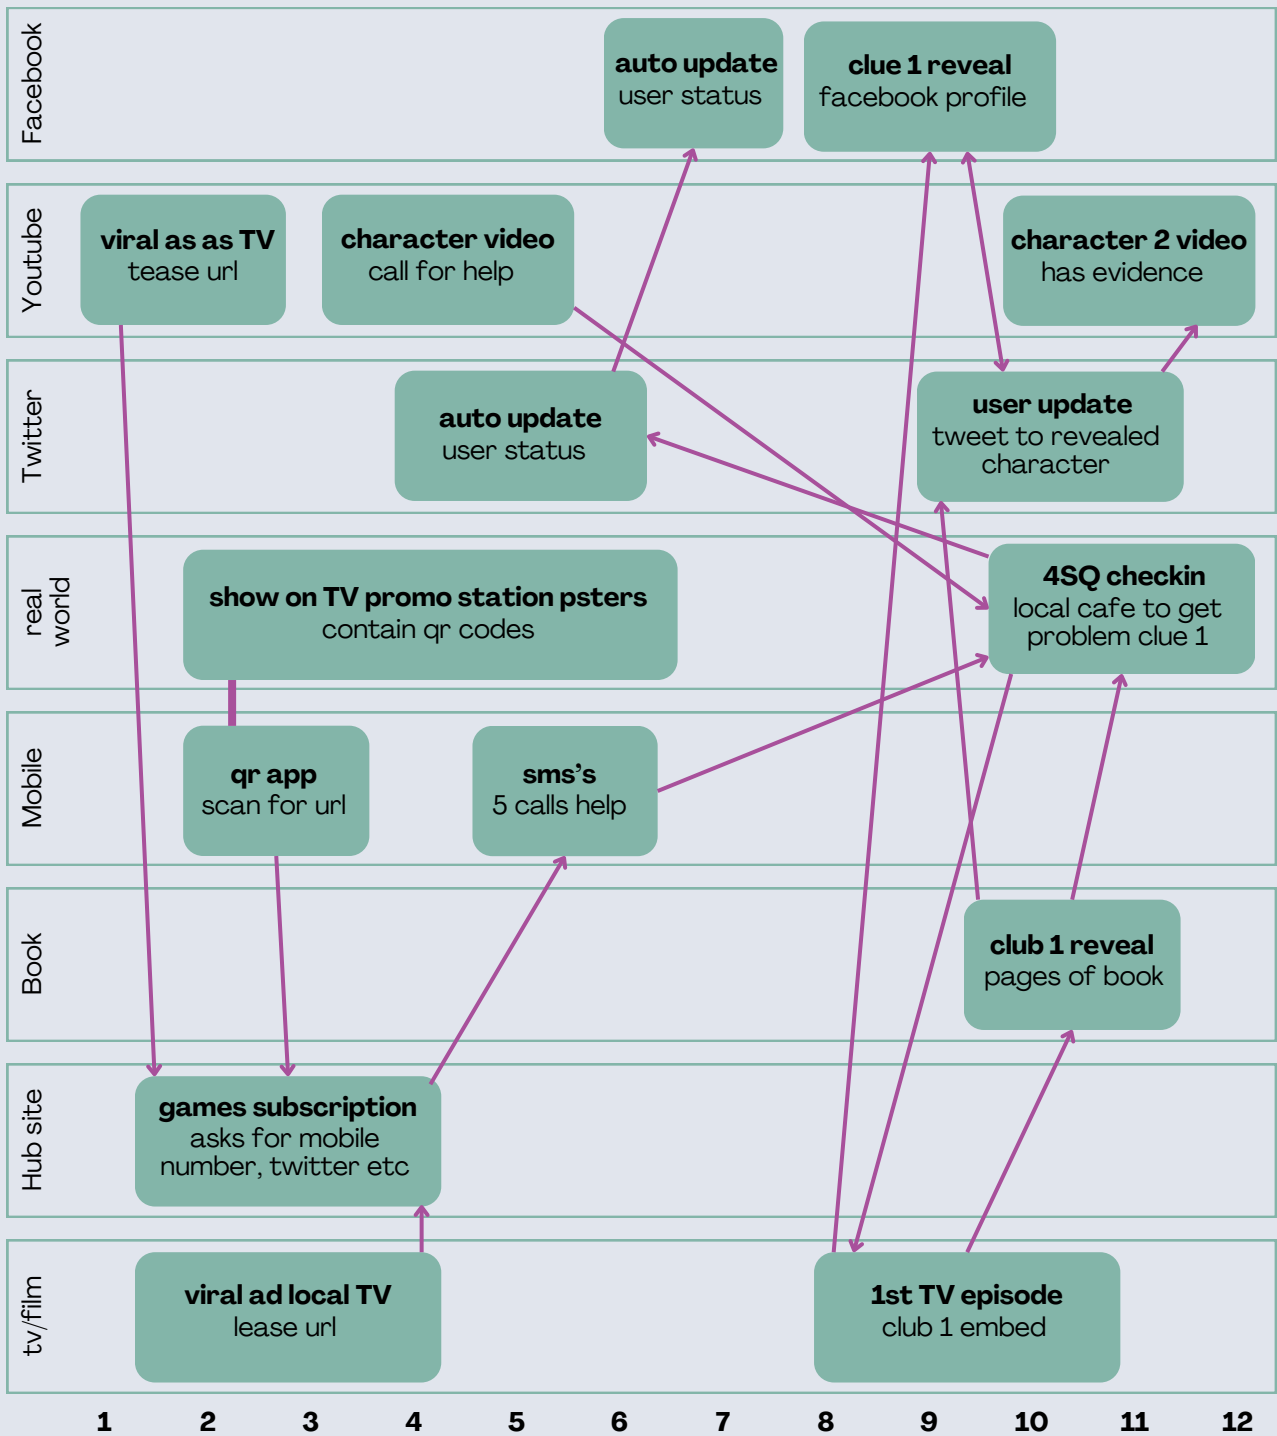 Facebook
auto update
user status
clue 1 reveal
facebook profile
Youtube
viral as as TV
tease url
character video
call for help
character 2 video
has evidence
Twitter
auto update
user status
user update
tweet to revealed
character
real
world
show on TV promo station psters
contain qr codes
4SQ checkin
local cafe to get
problem clue 1
Mobile
qr app
scan for url
sms's
5 calls help
Book
club 1 reveal
pages of book
Hub site
games subscription
asks for mobile
number, twitter etc
tv/film
viral ad local TV
lease url
1st TV episode
club 1 embed
1 2 3 4 5 6 7 8 9 10 11 12